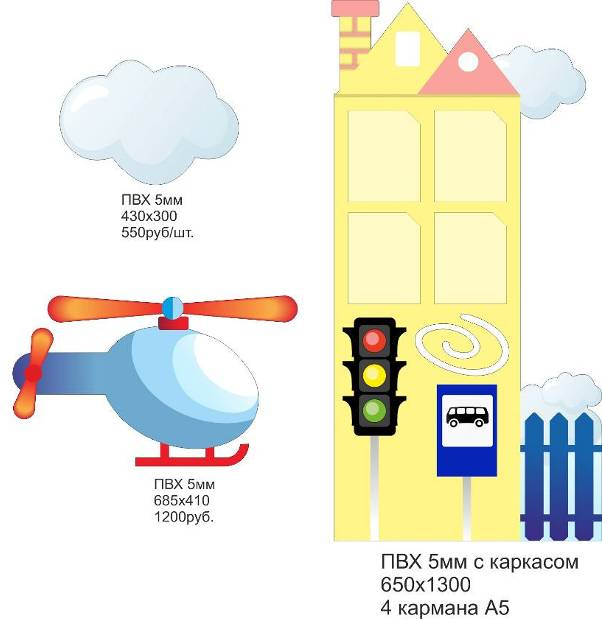 ПВХ 5мм
430х300
550руб/шт.
ПВХ 5мм
685х410
1200руб.
ПВХ 5мм с каркасом
650х1300
4 кармана А5